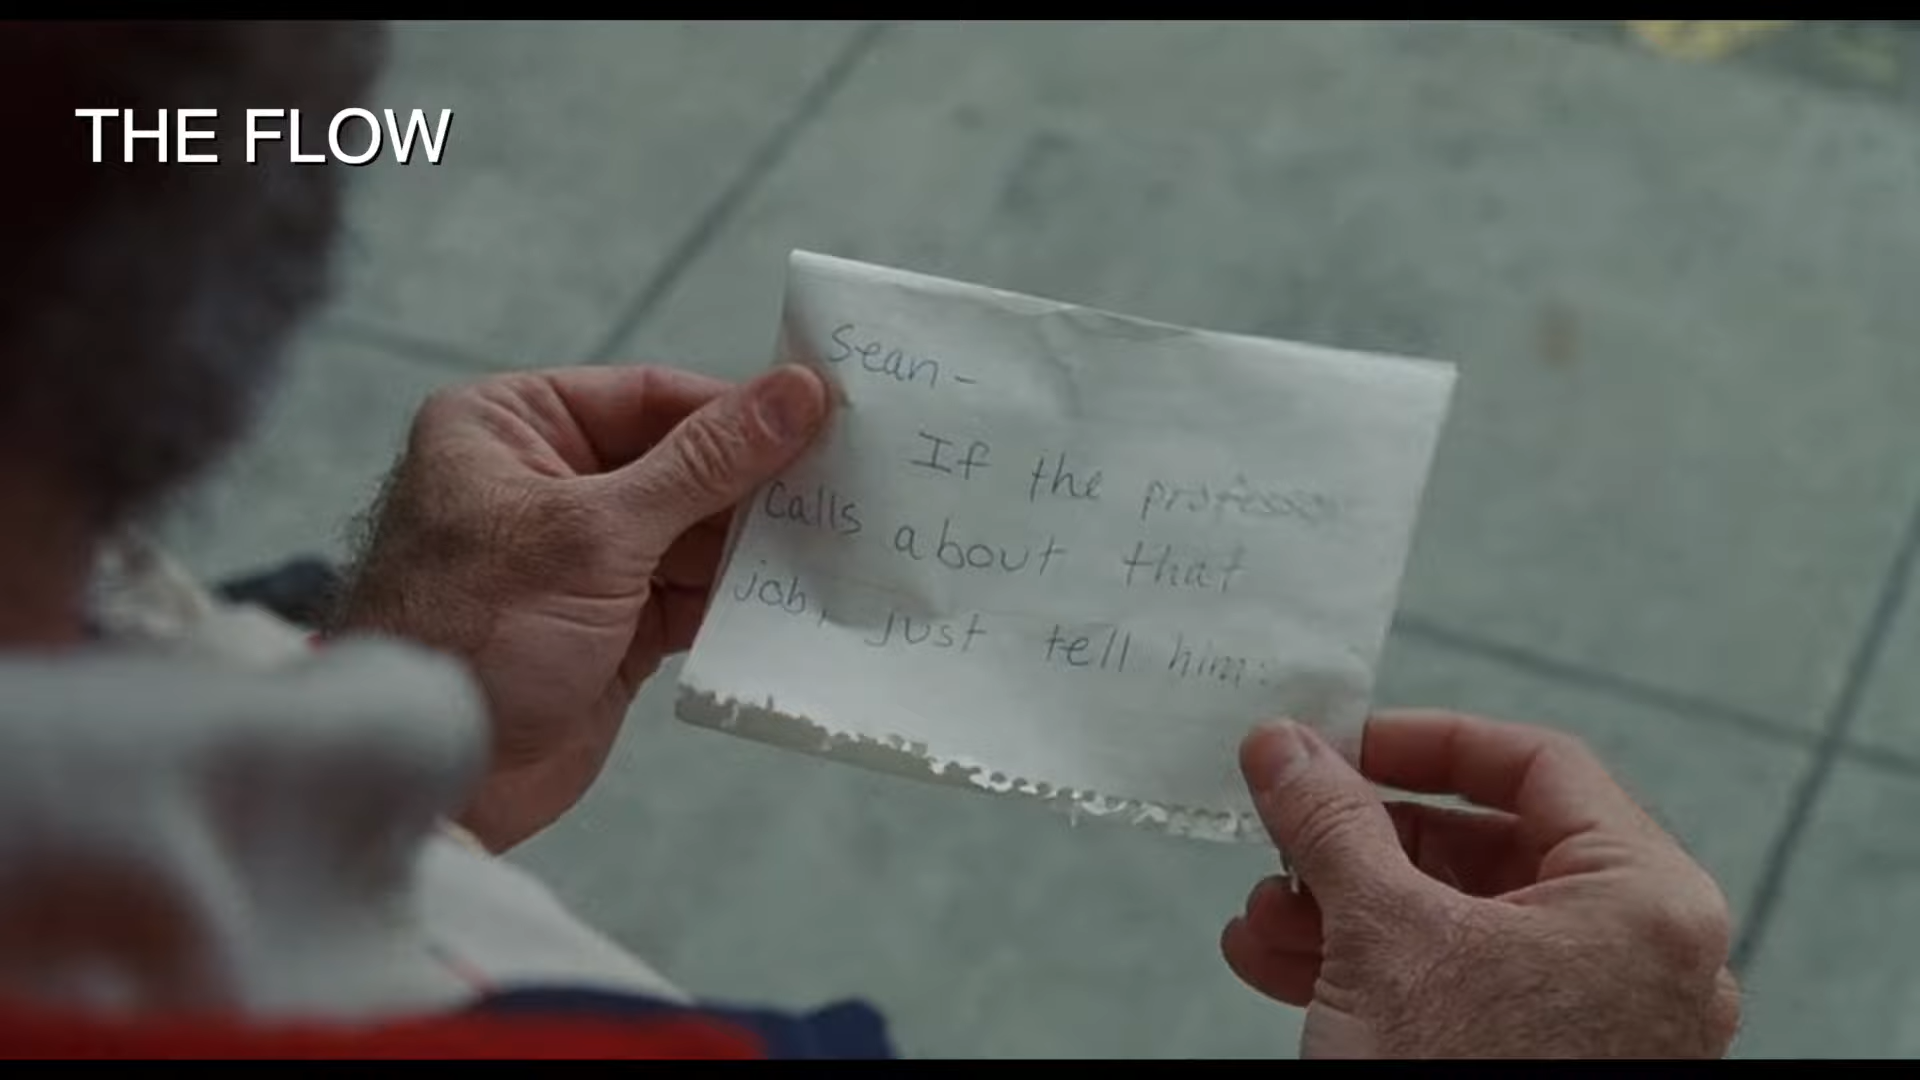 THE FLOW
Sean-
If the professor
calls about that
job, just tell him: